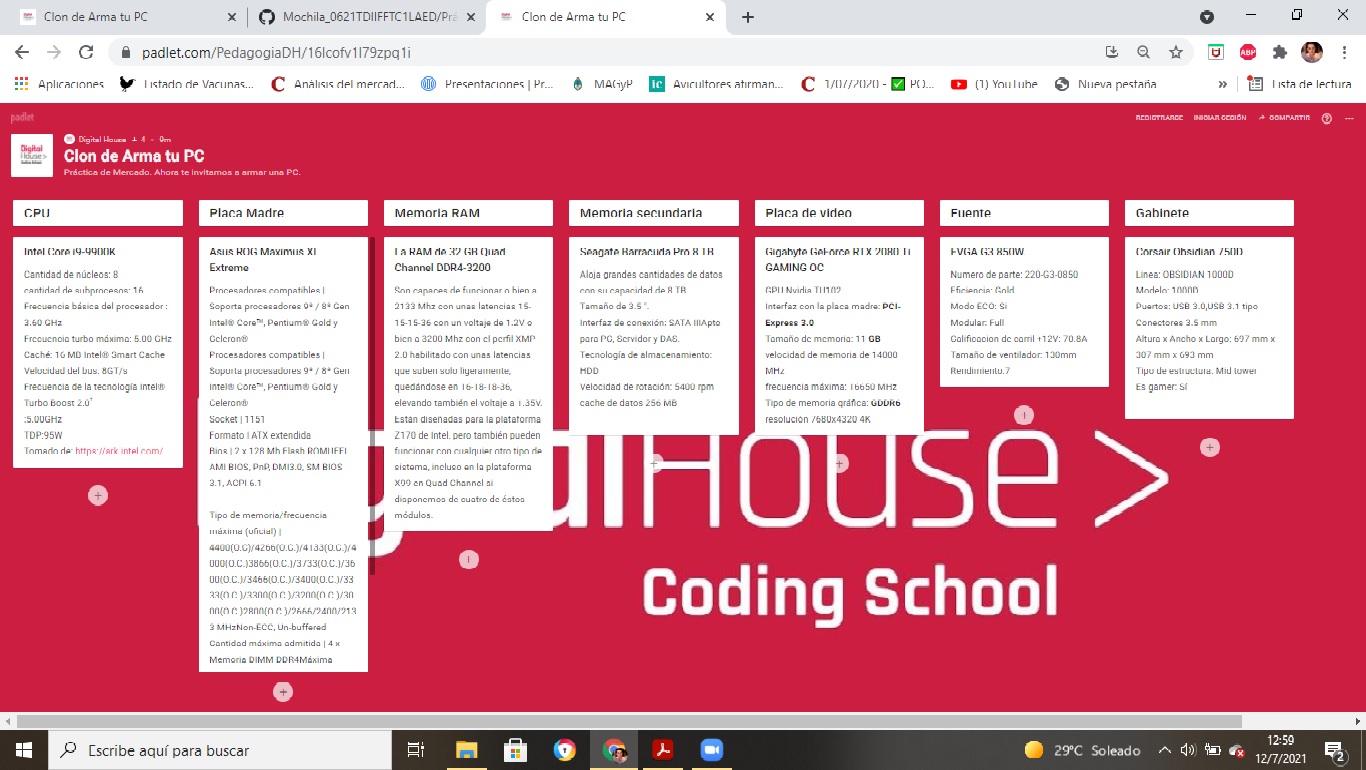 Clon de Arma tu PC
Mochila_0621TDIIFFTC1LAED/Prá
Clon de Arma tu PC
padlet.com/PedagogiaDH/16lcofv1l79zpq1i
ABP
Aplicaciones
Listado de Vacunas...
Análisis del mercad...
Presentaciones | Pr...
MAGyP
Avicultores afirman...
1/07/2020 - ✅ PO...
(1) YouTube
Nueva pestaña
»
Lista de lectura
padlet
REGISTRARSE
INICIAR SESIÓN
COMPARTIR
Digital House + 4 • 9m
Clon de Arma tu PC
Práctica de Mercado. Ahora te invitamos a armar una PC.
Digital
House>
Coding School
CPU
Intel Core i9-9900K
Cantidad de núcleos: 8
cantidad de subprocesos: 16
Frecuencia básica del procesador :
3.60 GHz
Frecuencia turbo máxima: 5.00 GHz
Caché: 16 MB Intel® Smart Cache
Velocidad del bus: 8GT/s
Frecuencia de la tecnología Intel®
Turbo Boost 2.0†
:5.00GHz
TDP:95W
Tomado de: https://ark.intel.com/
Placa Madre
Asus ROG Maximus XI
Extreme
Procesadores compatibles |
Soporta procesadores 9ª / 8ª Gen
Intel® Core™, Pentium® Gold y
Celeron®
Procesadores compatibles |
Soporta procesadores 9ª / 8ª Gen
Intel® Core™, Pentium® Gold y
Celeron®
Socket | 1151
Formato | ATX extendida
Bios | 2 x 128 Mb Flash ROMUEFI
AMI BIOS, PnP, DMI3.0, SM BIOS
3.1, ACPI 6.1
Tipo de memoria/frecuencia
máxima (oficial) |
4400(O.C)/4266(O.C.)/4133(O.C.)/4
000(O.C.)3866(O.C.)/3733(O.C.)/36
00(O.C.)/3466(O.C.)/3400(O.C.)/33
33(O.C.)/3300(O.C.)/3200(O.C.)/30
00(O.C.)2800(O.C.)/2666/2400/213
3 MHzNon-ECC, Un-buffered
Cantidad máxima admitida | 4 x
Memoria DIMM DDR4Máxima
Memoria RAM
La RAM de 32 GB Quad
Channel DDR4-3200
Son capaces de funcionar o bien a
2133 Mhz con unas latencias 15-
15-15-36 con un voltaje de 1.2V o
bien a 3200 Mhz con el perfil XMP
2.0 habilitado con unas latencias
que suben solo ligeramente,
quedándose en 16-18-18-36,
elevando también el voltaje a 1.35V.
Están diseñadas para la plataforma
Z170 de Intel, pero también pueden
funcionar con cualquier otro tipo de
sistema, incluso en la plataforma
X99 en Quad Channel si
disponemos de cuatro de éstos
módulos.
Memoria secundaria
Seagate Barracuda Pro 8 TB
Aloja grandes cantidades de datos
con su capacidad de 8 TB.
Tamaño de 3.5 ".
Interfaz de conexión: SATA IIIApto
para PC, Servidor y DAS.
Tecnología de almacenamiento:
HDD
Velocidad de rotación: 5400 rpm
cache de datos 256 MB
Placa de video
Gigabyte GeForce RTX 2080 Ti
GAMING OC
GPU Nvidia TU102
Interfaz con la placa madre: PCI-
Express 3.0
Tamaño de memoria: 11 GB
velocidad de memoria de 14000
MHz
frecuencia máxima: 16650 MHz
Tipo de memoria gráfica: GDDR6
resolución 7680x4320 4K
Fuente
EVGA G3 850W
Numero de parte: 220-G3-0850
Eficiencia: Gold
Modo ECO: Si
Modular: Full
Calificacion de carril +12V: 70.8A
Tamaño de ventilador: 130mm
Rendimiento:7
Gabinete
Corsair Obsidian 750D
Línea: OBSIDIAN 1000D
Modelo: 1000D
Puertos: USB 3.0,USB 3.1 tipo
Conectores 3.5 mm
Altura x Ancho x Largo: 697 mm x
307 mm x 693 mm
Tipo de estructura: Mid tower
Es gamer: Sí
House>
Coding School
Escribe aquí para buscar
29°C Soleado
12:59
12/7/2021
2